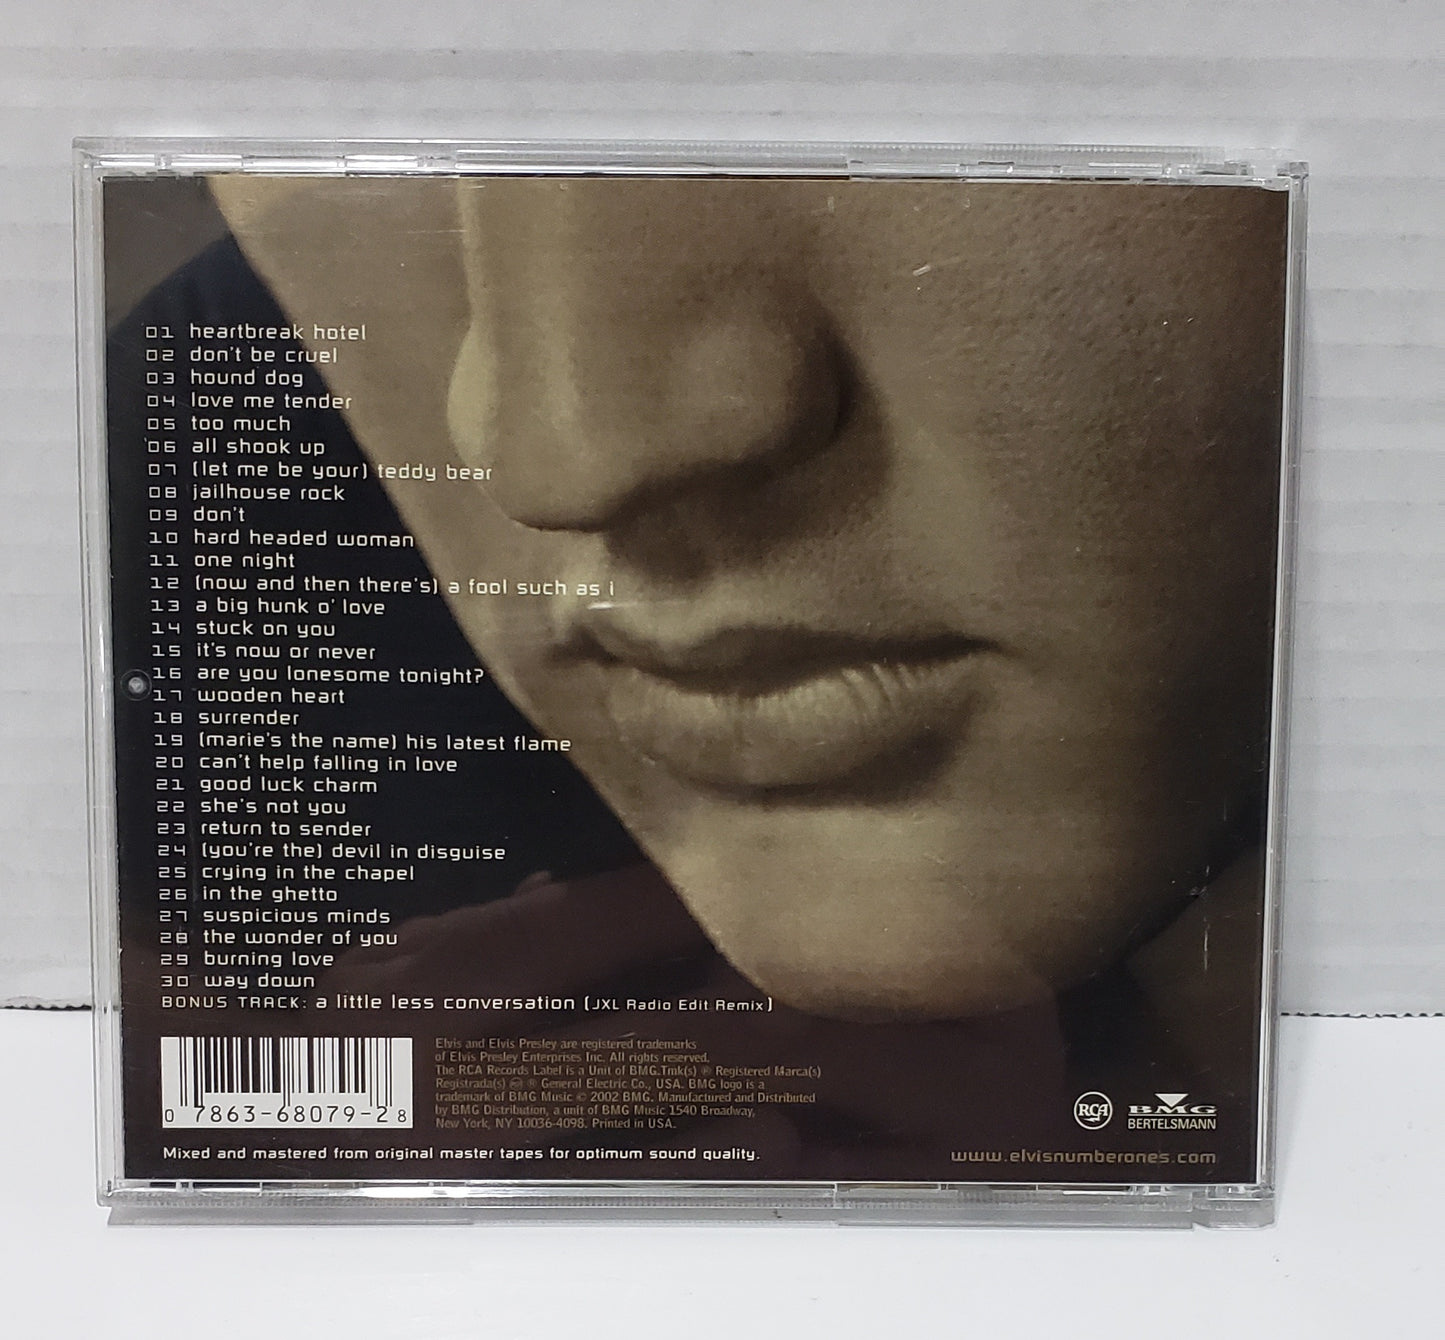 01 heartbreak hotel
02 don't be cruel
03 hound dog
04 love me tender
05 too much
06 all shook up
07 (let me be your) teddy bear
08 jailhouse rock
09 don't
10 hard headed woman
11 one night
12 (now and then there's) a fool such as i
13 a big hunk o' love
14 stuck on you
15 it's now or never
16 are you lonesome tonight?
17 wooden heart
18 surrender
19 (marie's the name) his latest flame
20 can't help falling in love
21 good luck charm
22 she's not you
23 return to sender
24 (you're the) devil in disguise
25 crying in the chapel
26 in the ghetto
27 suspicious minds
28 the wonder of you
29 burning love
30 way down
BONUS TRACK: a little less conversation (JXL Radio Edit Remix)
0 7863-68079-2 8
Elvis and Elvis Presley are registered trademarks
of Elvis Presley Enterprises Inc. All rights reserved.
The RCA Records Label is a Unit of BMG.Tmk(s) ® Registered Marca(s)
Registrada(s) RCA ® General Electric Co., USA. BMG logo is a
trademark of BMG Music © 2002 BMG. Manufactured and Distributed
by BMG Distribution, a unit of BMG Music 1540 Broadway,
New York, NY 10036-4098. Printed in USA.
RCA
BMG
BERTELSMANN
Mixed and mastered from original master tapes for optimum sound quality.
www.elvisnumberones.com